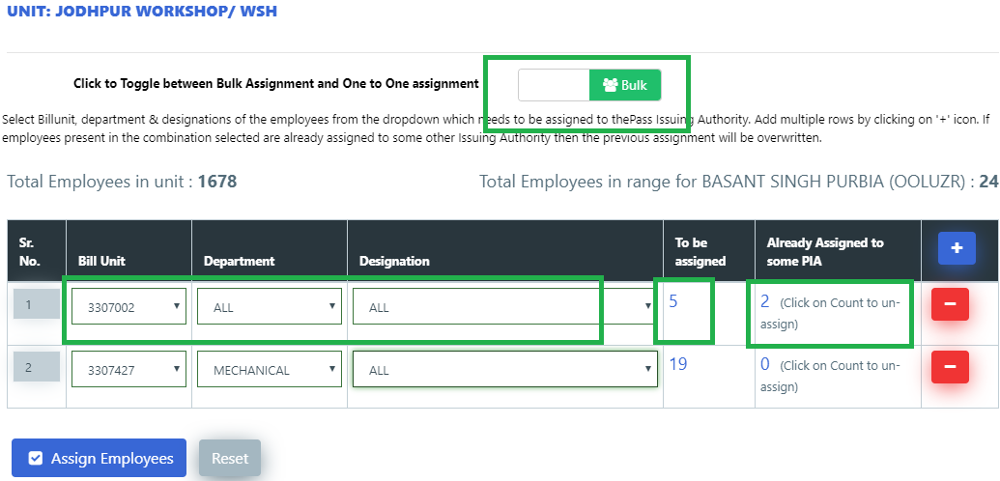 UNIT: JODHPUR WORKSHOP/ WSH
Click to Toggle between Bulk Assignment and One to One assignment
Bulk
Select Billunit, department & designations of the employees from the dropdown which needs to be assigned to thePass Issuing Authority. Add multiple rows by clicking on '+' icon. If
employees present in the combination selected are already assigned to some other Issuing Authority then the previous assignment will be overwritten.
Total Employees in unit : 1678
Total Employees in range for BASANT SINGH PURBIA (OOLUZR) : 24
Sr. No.
Bill Unit
Department
Designation
To be assigned
Already Assigned to some PIA
+
1
3307002
ALL
ALL
5
2 (Click on Count to un-
assign)
2
3307427
MECHANICAL
ALL
19
0 (Click on Count to un-
assign)
Assign Employees
Reset